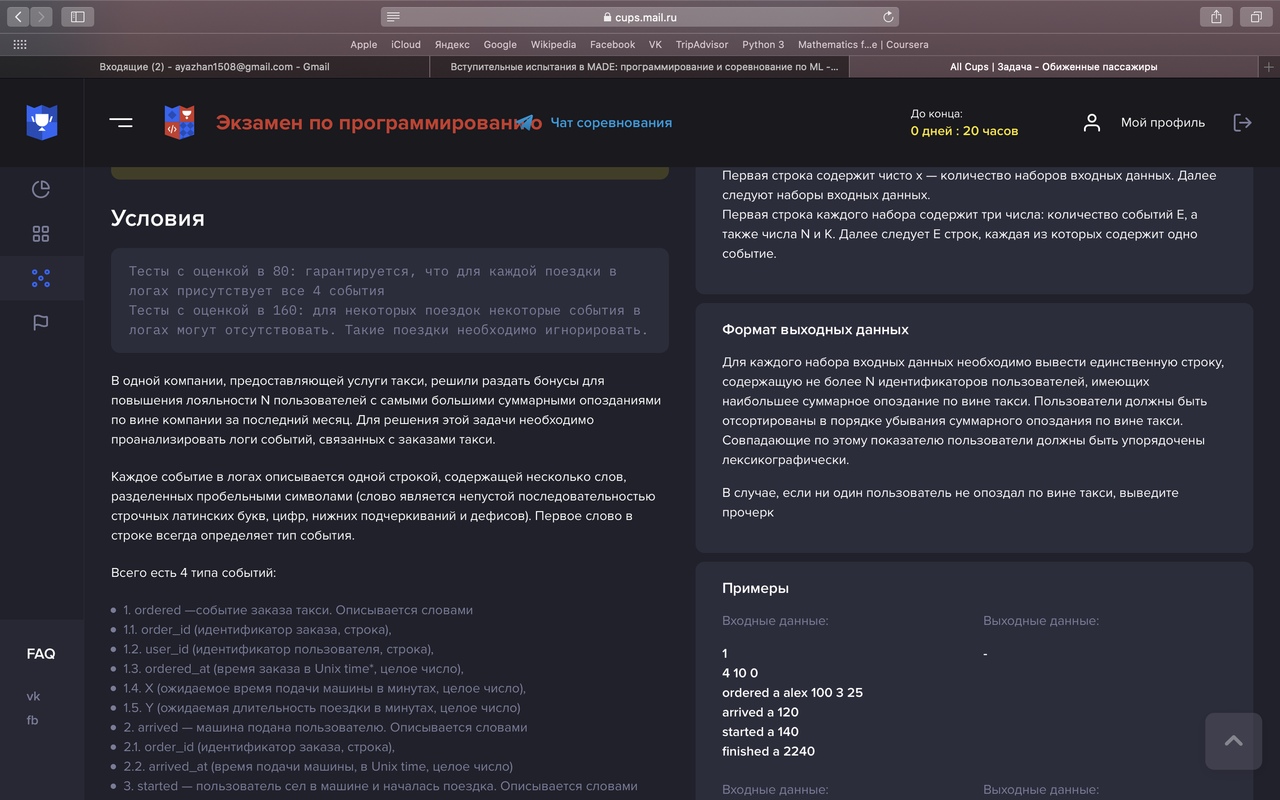 cups.mail.ru
Apple iCloud Яндекс Google Wikipedia Facebook VK TripAdvisor Python 3 Mathematics f...e | Coursera
Входящие (2) - ayazhan1508@gmail.com - Gmail
Вступительные испытания в MADE: программирование и соревнование по ML -...
All Cups | Задача - Обиженные пассажиры
Экзамен по программированию
Чат соревнования
До конца:
0 дней : 20 часов
Мой профиль
FAQ
vk
fb
Условия
Тесты с оценкой в 80: гарантируется, что для каждой поездки в
логах присутствует все 4 события
Тесты с оценкой в 160: для некоторых поездок некоторые события в
логах могут отсутствовать. Такие поездки необходимо игнорировать.
В одной компании, предоставляющей услуги такси, решили раздать бонусы для
повышения лояльности N пользователей с самыми большими суммарными опозданиями
по вине компании за последний месяц. Для решения этой задачи необходимо
проанализировать логи событий, связанных с заказами такси.
Каждое событие в логах описывается одной строкой, содержащей несколько слов,
разделенных пробельными символами (слово является непустой последовательностью
строчных латинских букв, цифр, нижних подчеркиваний и дефисов). Первое слово в
строке всегда определяет тип события.
Всего есть 4 типа событий:
1. ordered —событие заказа такси. Описывается словами
1.1. order_id (идентификатор заказа, строка),
1.2. user_id (идентификатор пользователя, строка),
1.3. ordered_at (время заказа в Unix time*, целое число),
1.4. X (ожидаемое время подачи машины в минутах, целое число),
1.5. Y (ожидаемая длительность поездки в минутах, целое число)
2. arrived — машина подана пользователю. Описывается словами
2.1. order_id (идентификатор заказа, строка),
2.2. arrived_at (время подачи машины, в Unix time, целое число)
3. started — пользователь сел в машине и началась поездка. Описывается словами
Первая строка содержит чисто x — количество наборов входных данных. Далее
следуют наборы входных данных.
Первая строка каждого набора содержит три числа: количество событий E, а
также числа N и K. Далее следует E строк, каждая из которых содержит одно
событие.
Формат выходных данных
Для каждого набора входных данных необходимо вывести единственную строку,
содержащую не более N идентификаторов пользователей, имеющих
наибольшее суммарное опоздание по вине такси. Пользователи должны быть
отсортированы в порядке убывания суммарного опоздания по вине такси.
Совпадающие по этому показателю пользователи должны быть упорядочены
лексикографически.
В случае, если ни один пользователь не опоздал по вине такси, выведите
прочерк
Примеры
Входные данные: Выходные данные:
1 -
4 10 0
ordered a alex 100 3 25
arrived a 120
started a 140
finished a 2240
Входные данные: Выходные данные: